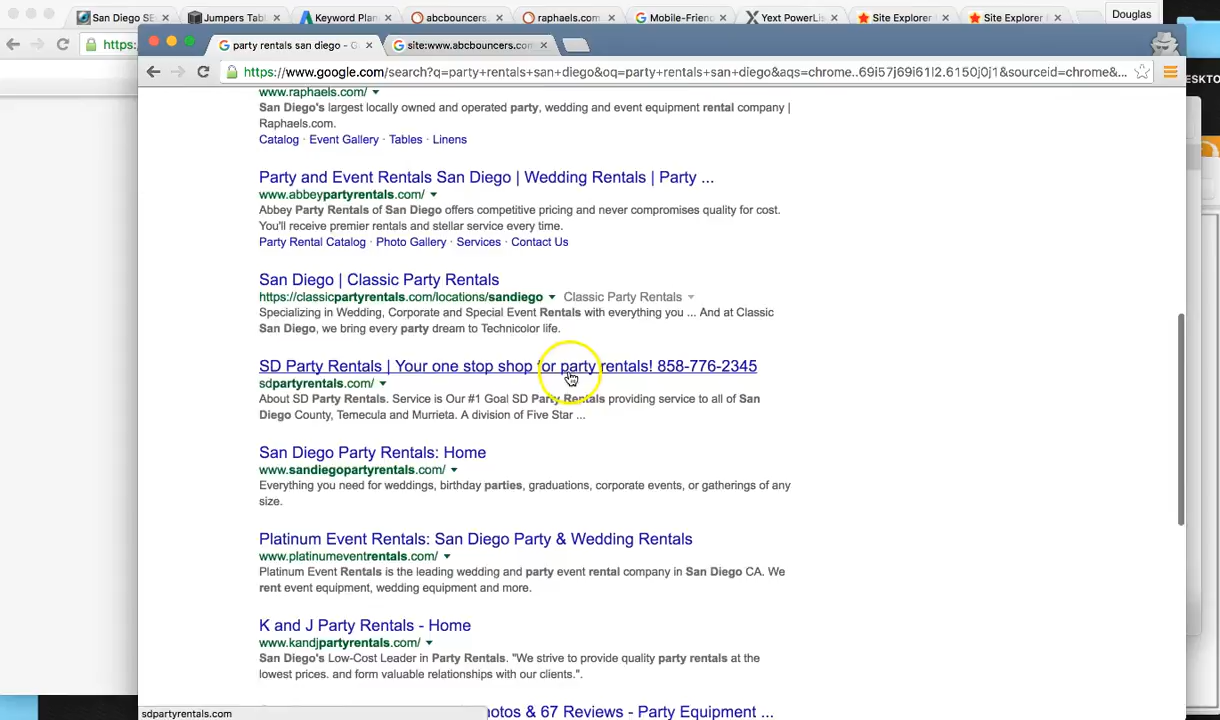 San Diego SE
Jumpers Table
Keyword Plan
abcbouncers.
raphaels.com
Mobile-Friend
Yext PowerLis
Site Explorer
Site Explorer
Douglas
https:
party rentals san diego - G
site:www.abcbouncers.com
https://www.google.com/search?q=party+rentals+san+diego&oq=party+rentals+san+diego&aqs=chrome..69i57j69i61l2.6150j0j1&sourceid=chrome&...
ESKTO
www.raphaels.com/
San Diego's largest locally owned and operated party, wedding and event equipment rental company |
Raphaels.com.
Catalog · Event Gallery · Tables · Linens
Party and Event Rentals San Diego | Wedding Rentals | Party ...
www.abbeypartyrentals.com/
Abbey Party Rentals of San Diego offers competitive pricing and never compromises quality for cost.
You'll receive premier rentals and stellar service every time.
Party Rental Catalog · Photo Gallery · Services · Contact Us
San Diego | Classic Party Rentals
https://classicpartyrentals.com/locations/sandiego Classic Party Rentals
Specializing in Wedding, Corporate and Special Event Rentals with everything you ... And at Classic
San Diego, we bring every party dream to Technicolor life.
SD Party Rentals | Your one stop shop for party rentals! 858-776-2345
sdpartyrentals.com/
About SD Party Rentals. Service is Our #1 Goal SD Party Rentals providing service to all of San
Diego County, Temecula and Murrieta. A division of Five Star ...
San Diego Party Rentals: Home
www.sandiegopartyrentals.com/
Everything you need for weddings, birthday parties, graduations, corporate events, or gatherings of any
size.
Platinum Event Rentals: San Diego Party & Wedding Rentals
www.platinumeventrentals.com/
Platinum Event Rentals is the leading wedding and party event rental company in San Diego CA. We
rent event equipment, wedding equipment and more.
K and J Party Rentals - Home
www.kandjpartyrentals.com/
San Diego's Low-Cost Leader in Party Rentals. "We strive to provide quality party rentals at the
lowest prices. and form valuable relationships with our clients.".
otos & 67 Reviews - Party Equipment ...
sdpartyrentals.com